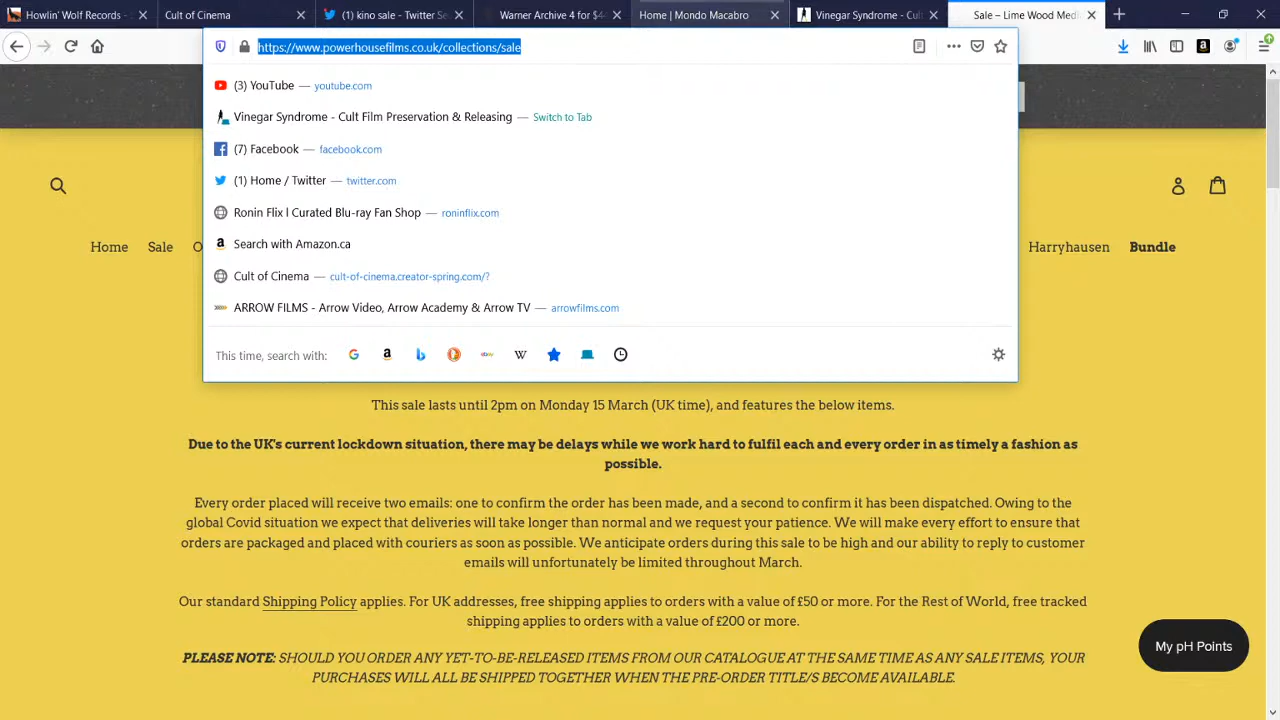 Howlin' Wolf Records -
Cult of Cinema
(1) kino sale - Twitter Se
Warner Archive 4 for $44
Home | Mondo Macabro
Vinegar Syndrome - Cult
Sale – Lime Wood Medi
https://www.powerhousefilms.co.uk/collections/sale
(3) YouTube — youtube.com
Vinegar Syndrome - Cult Film Preservation & Releasing — Switch to Tab
(7) Facebook — facebook.com
(1) Home / Twitter — twitter.com
Ronin Flix l Curated Blu-ray Fan Shop — roninflix.com
Search with Amazon.ca
Cult of Cinema — cult-of-cinema.creator-spring.com/?
ARROW FILMS - Arrow Video, Arrow Academy & Arrow TV — arrowfilms.com
This time, search with:
Home Sale O Harryhausen Bundle
This sale lasts until 2pm on Monday 15 March (UK time), and features the below items.
Due to the UK's current lockdown situation, there may be delays while we work hard to fulfil each and every order in as timely a fashion as
possible.
Every order placed will receive two emails: one to confirm the order has been made, and a second to confirm it has been dispatched. Owing to the
global Covid situation we expect that deliveries will take longer than normal and we request your patience. We will make every effort to ensure that
orders are packaged and placed with couriers as soon as possible. We anticipate orders during this sale to be high and our ability to reply to customer
emails will unfortunately be limited throughout March.
Our standard Shipping Policy applies. For UK addresses, free shipping applies to orders with a value of £50 or more. For the Rest of World, free tracked
shipping applies to orders with a value of £200 or more.
PLEASE NOTE: SHOULD YOU ORDER ANY YET-TO-BE-RELEASED ITEMS FROM OUR CATALOGUE AT THE SAME TIME AS ANY SALE ITEMS, YOUR
PURCHASES WILL ALL BE SHIPPED TOGETHER WHEN THE PRE-ORDER TITLE/S BECOME AVAILABLE.
My pH Points